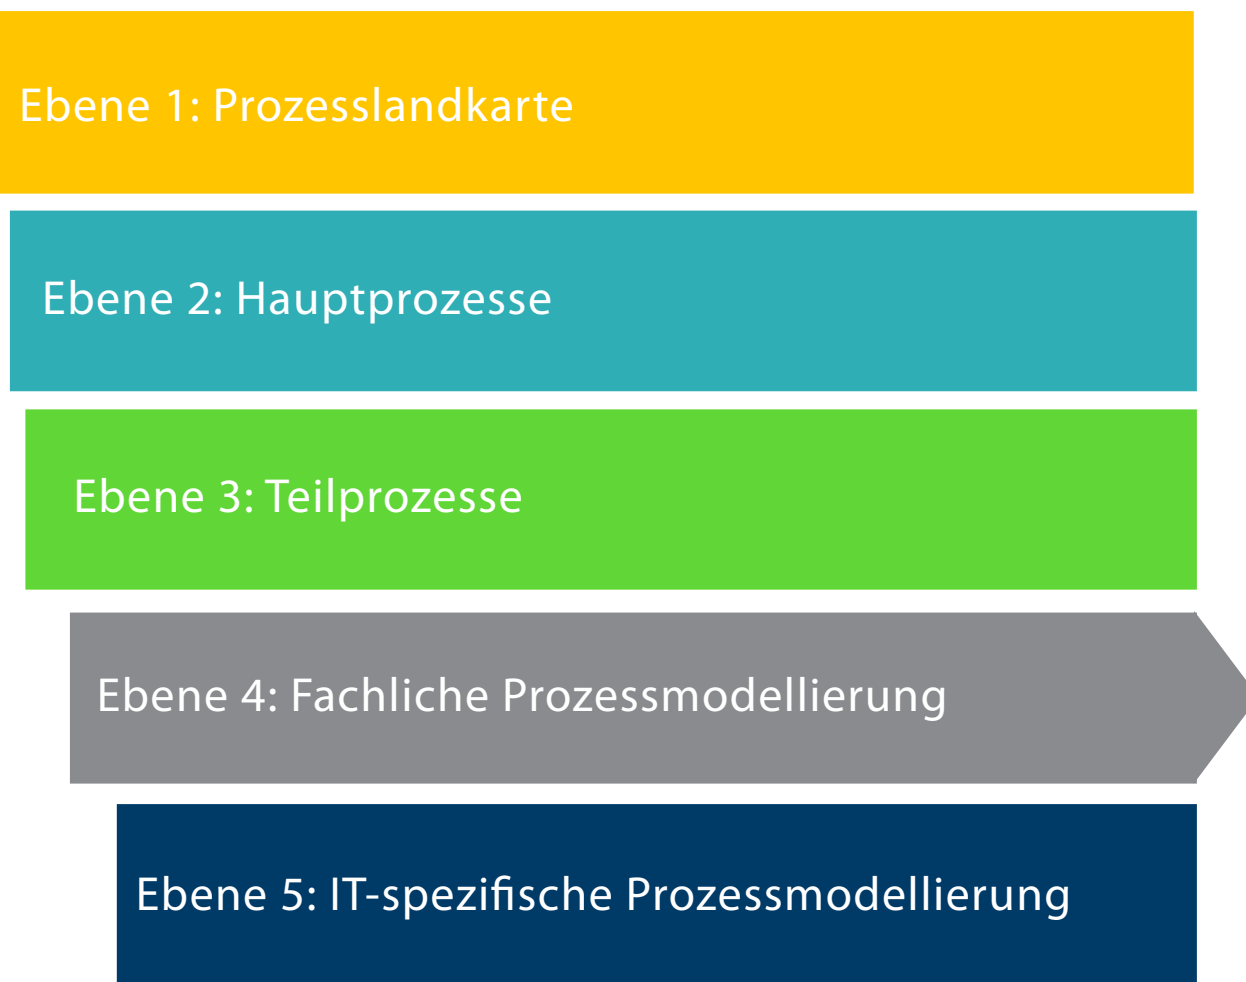 Ebene 1: Prozesslandkarte
Ebene 2: Hauptprozesse
Ebene 3: Teilprozesse
Ebene 4: Fachliche Prozessmodellierung
Ebene 5: IT-spezifische Prozessmodellierung